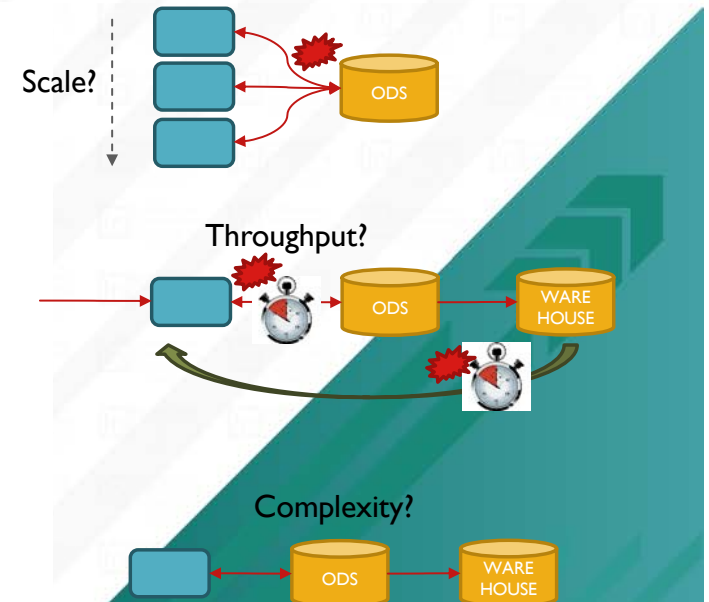 Scale?
ODS
Throughput?
ODS
WARE
HOUSE
Complexity?
ODS
WARE
HOUSE